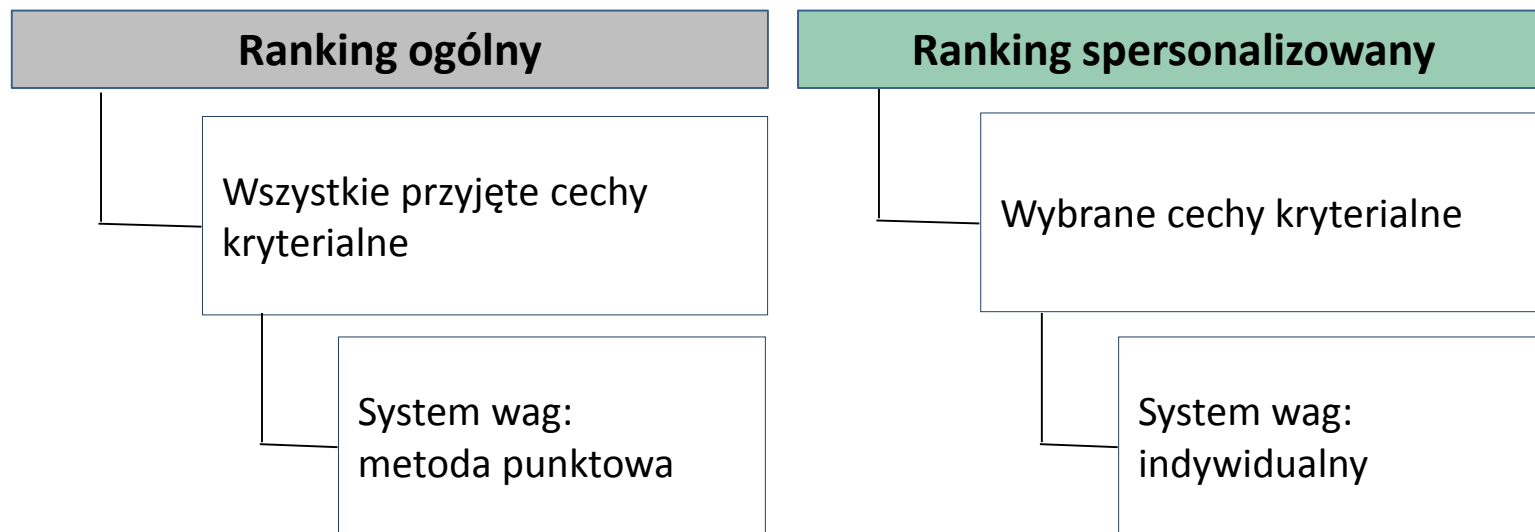 Ranking ogólny
Wszystkie przyjęte cechy
kryterialne
System wag:
metoda punktowa
Ranking spersonalizowany
Wybrane cechy kryterialne
System wag:
indywidualny